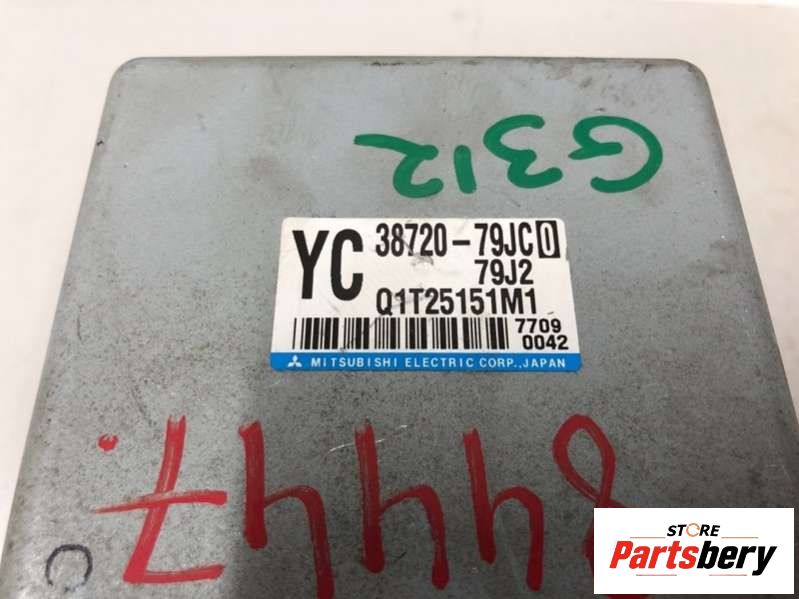 G312
YC 38720-79JC0
79J2
Q1T25151M1
7709
0042
MITSUBISHI ELECTRIC CORP., JAPAN
8447.
C
STORE
Partsbery